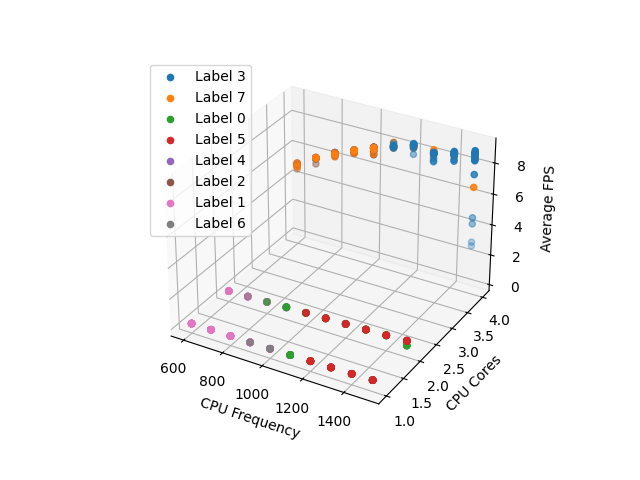 Label 3
Label 7
Label 0
Label 5
Label 4
Label 2
Label 1
Label 6
8
6
4
2
0
Average FPS
4.0
3.5
3.0
2.5
2.0
1.5
1.0
CPU Cores
600
800
1000
1200
1400
CPU Frequency